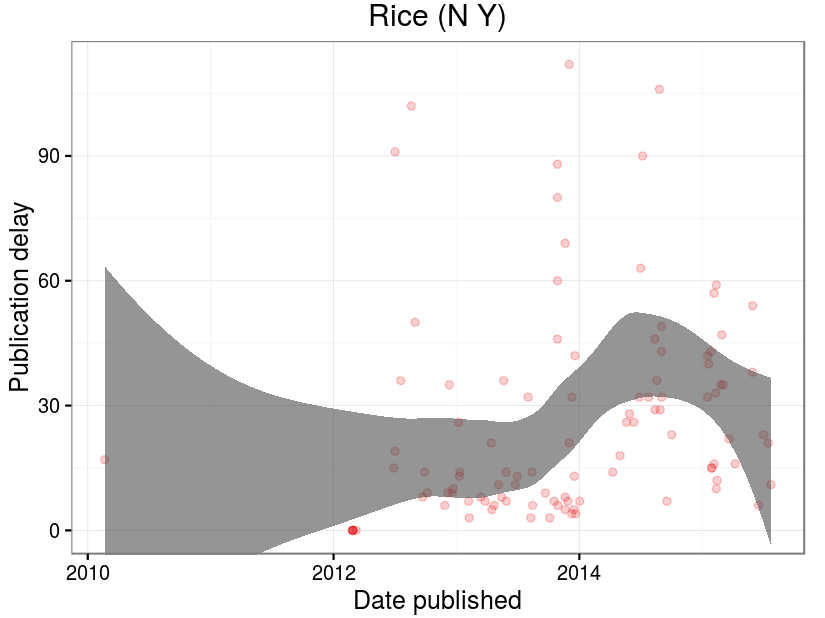 Rice (N Y)
Publication delay
90
60
30
0
2010 2012 2014
Date published